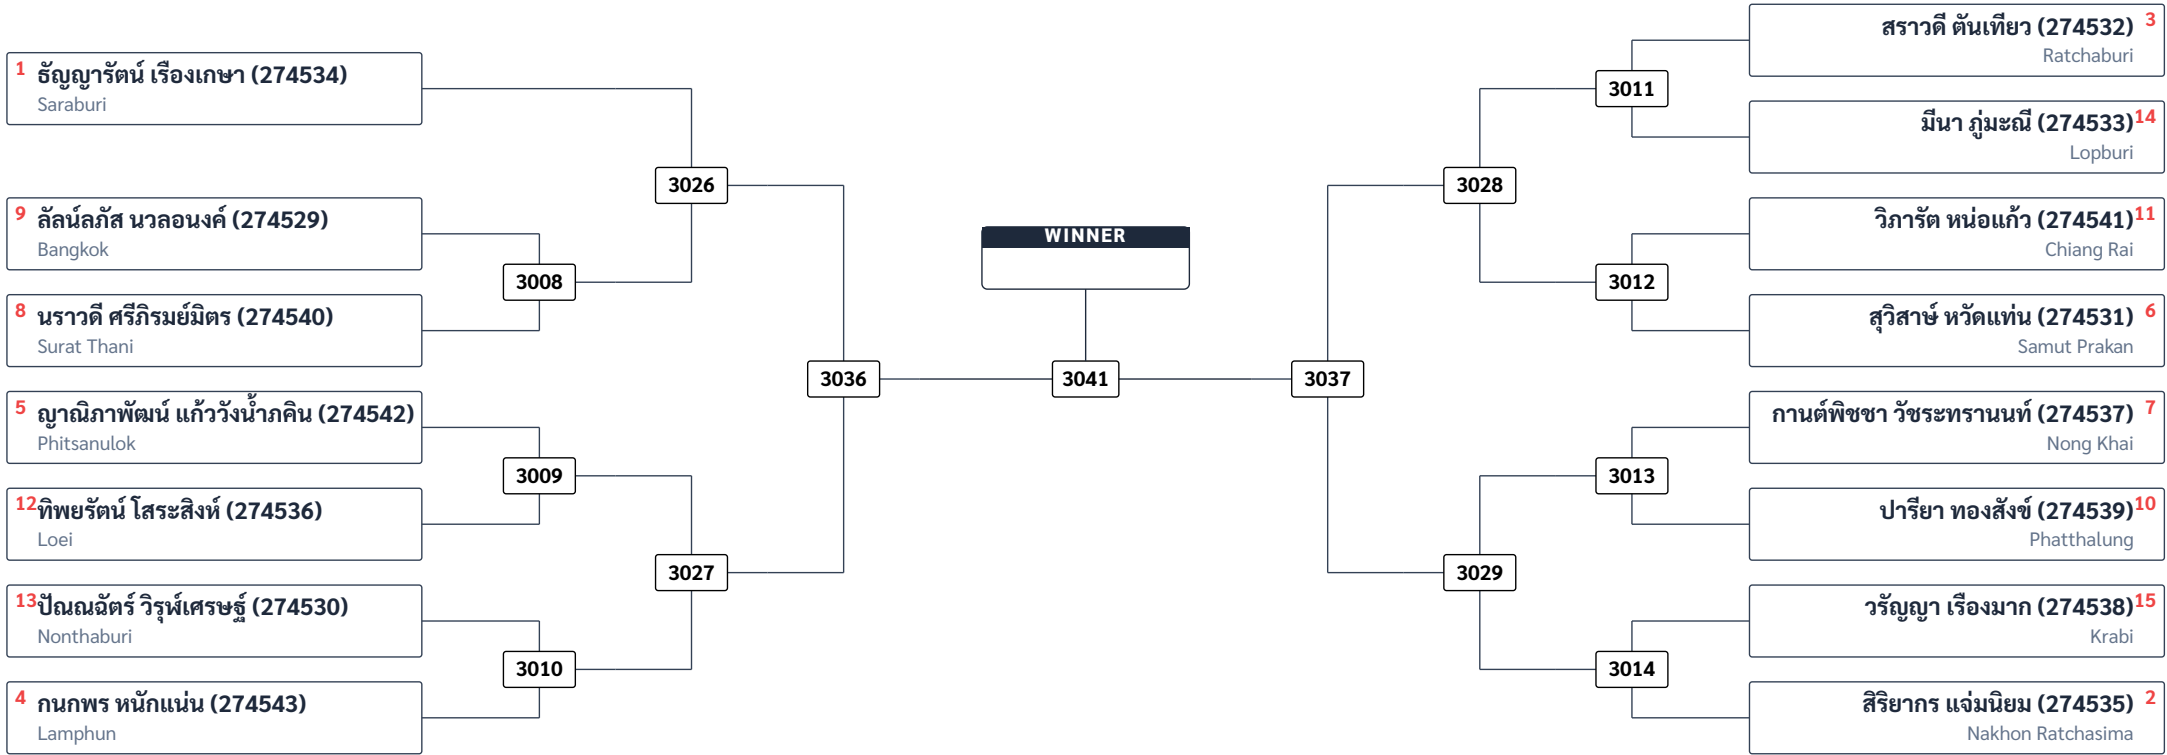 1 ธัญญารัตน์ เรืองเกษา (274534)
Saraburi
9 ลัลน์ลภัส นวลอนงค์ (274529)
Bangkok
8 นราวดี ศรีภิรมย์มิตร (274540)
Surat Thani
5 ญาณิภาพัฒน์ แก้ววังน้ำภคิน (274542)
Phitsanulok
12 ทิพยรัตน์ โสระสิงห์ (274536)
Loei
13 ปัณณฉัตร์ วิรุฬห์เศรษฐ์ (274530)
Nonthaburi
4 กนกพร หนักแน่น (274543)
Lamphun
3008
3009
3010
3026
3027
3036
WINNER
3041
3037
3028
3029
3011
3012
3013
3014
สราวดี ตันเทียว (274532) 3
Ratchaburi
มีนา ภู่มะณี (274533) 14
Lopburi
วิภารัต หน่อแก้ว (274541) 11
Chiang Rai
สุวิสาษ์ หวัดแท่น (274531) 6
Samut Prakan
กานต์พิชชา วัชระทรานนท์ (274537) 7
Nong Khai
ปารียา ทองสังข์ (274539) 10
Phatthalung
วรัญญา เรืองมาก (274538) 15
Krabi
สิริยากร แจ่มนิยม (274535) 2
Nakhon Ratchasima